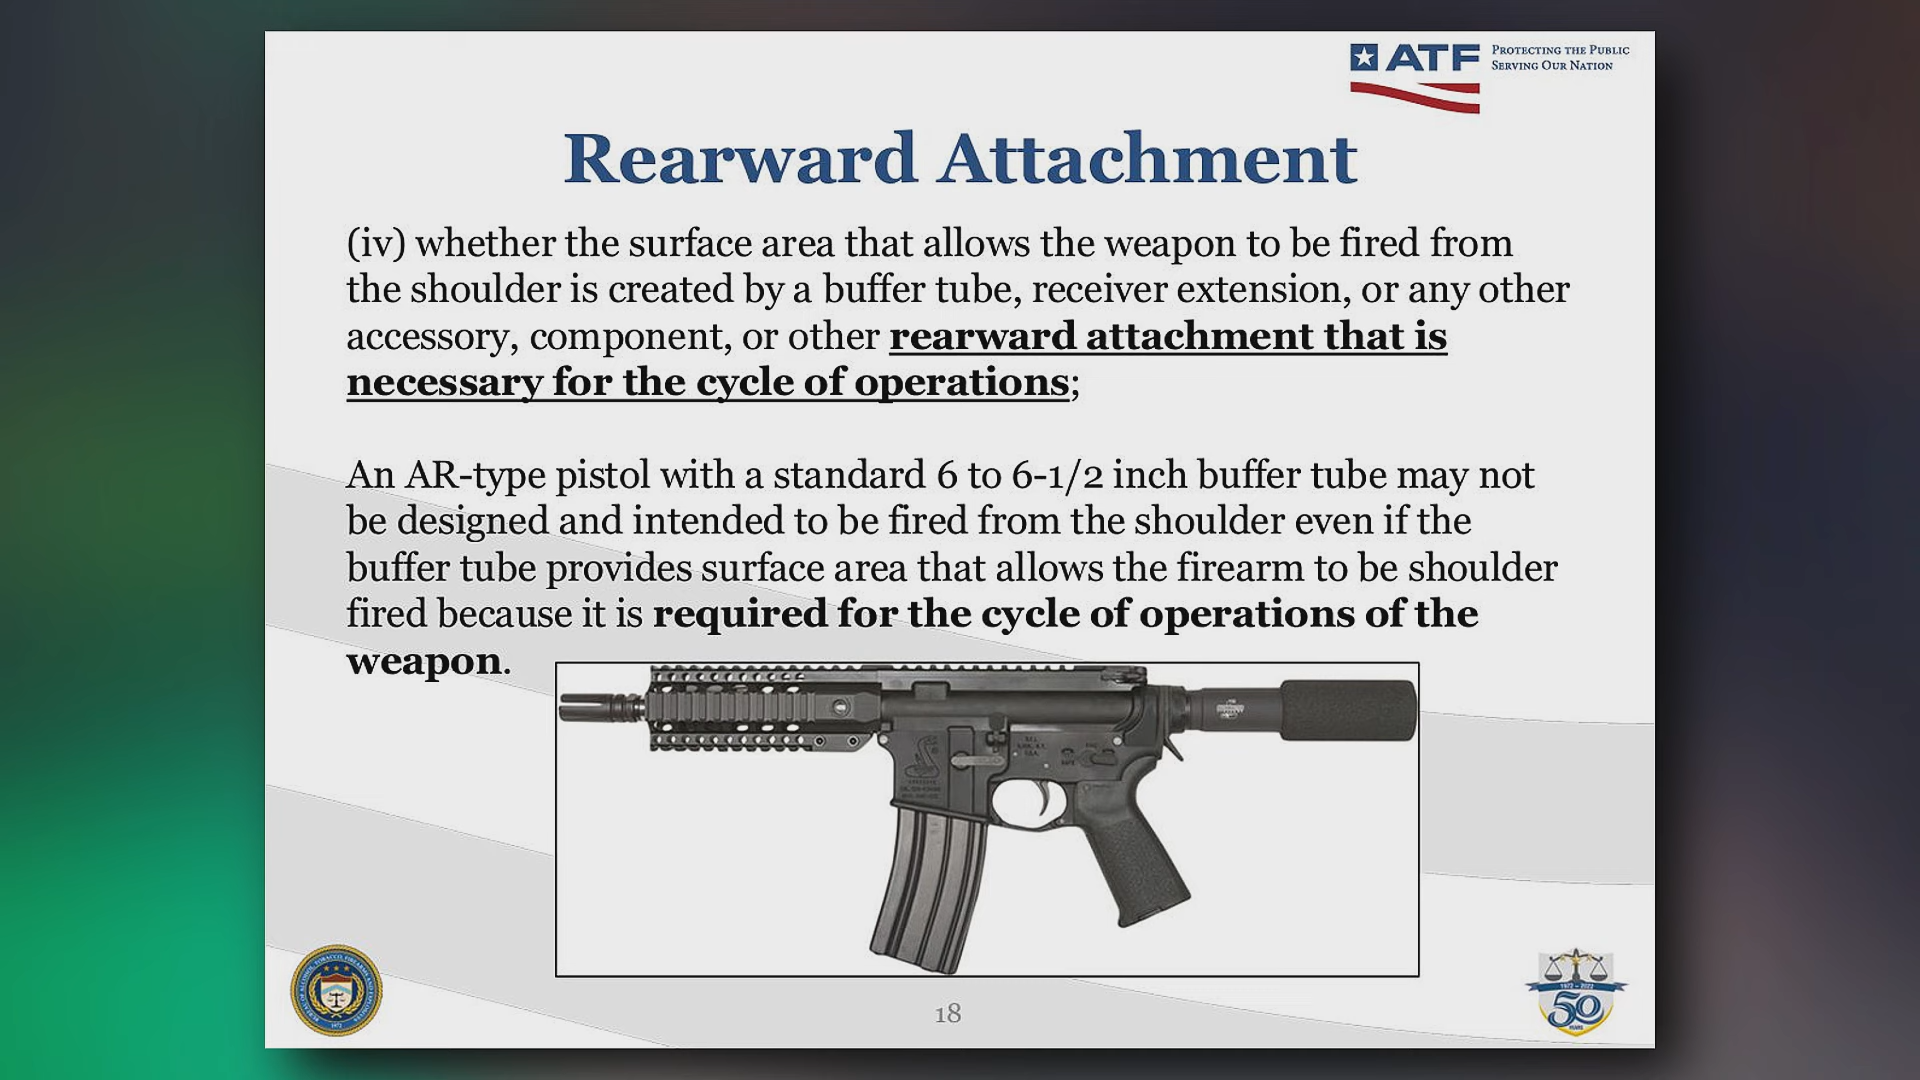 ATF
PROTECTING THE PUBLIC
SERVING OUR NATION
Rearward Attachment
(iv) whether the surface area that allows the weapon to be fired from
the shoulder is created by a buffer tube, receiver extension, or any other
accessory, component, or other rearward attachment that is
necessary for the cycle of operations;
An AR-type pistol with a standard 6 to 6-1/2 inch buffer tube may not
be designed and intended to be fired from the shoulder even if the
buffer tube provides surface area that allows the firearm to be shoulder
fired because it is required for the cycle of operations of the
weapon.
18
1972 - 2022
50
YEARS